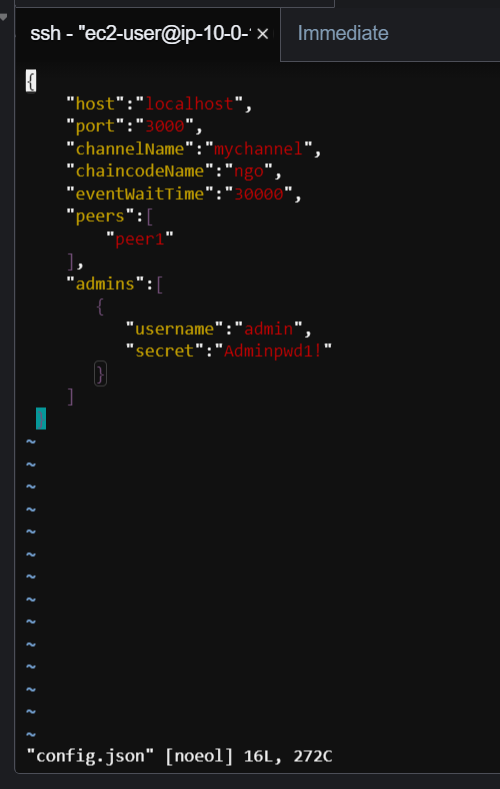 ssh - "ec2-user@ip-10-0- × Immediate
{
"host":"localhost",
"port":"3000",
"channelName":"mychannel",
"chaincodeName":"ngo",
"eventWaitTime":"30000",
"peers":[
"peer1"
],
"admins":[
{
"username":"admin",
"secret":"Adminpwd1!"
}
]
~
~
~
~
~
~
~
~
~
~
~
~
~
~
"config.json" [noeol] 16L, 272C